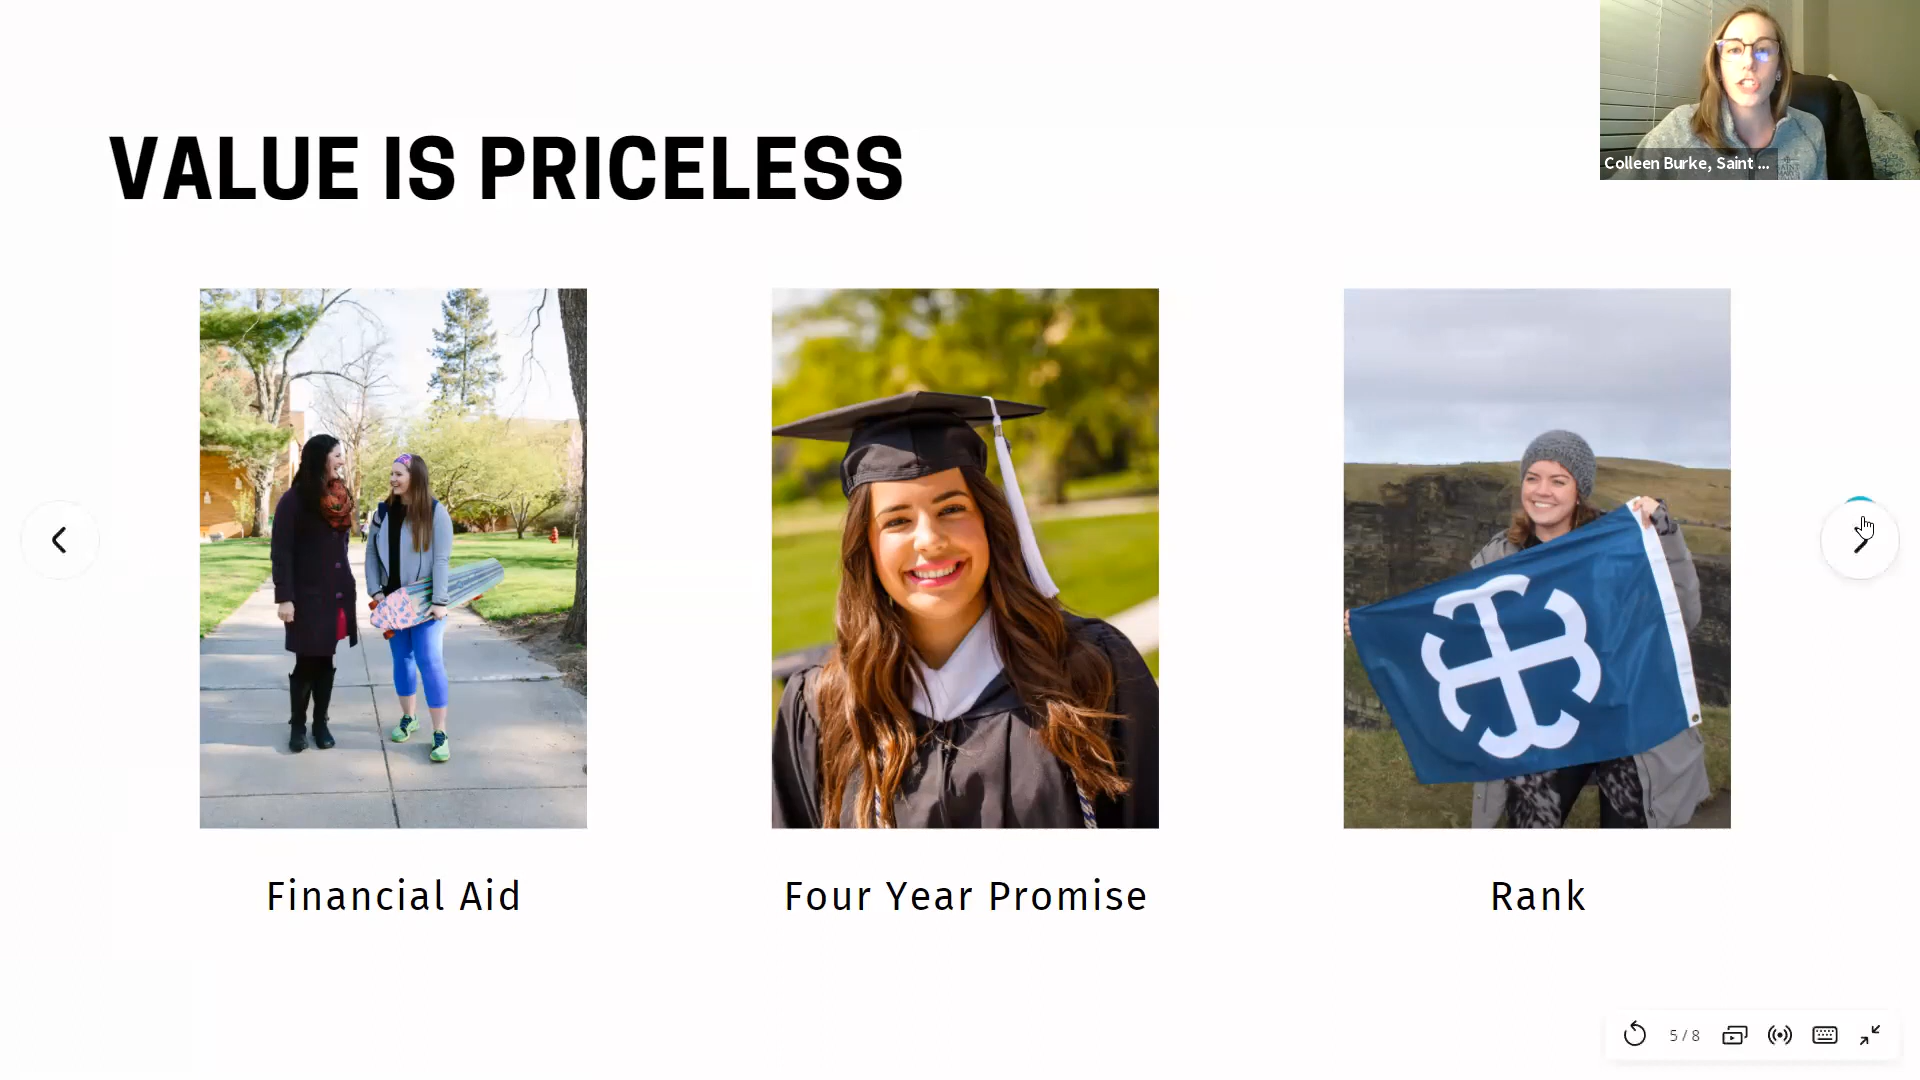 VALUE IS PRICELESS
Colleen Burke, Saint ...
Financial Aid
Four Year Promise
Rank
5 / 8